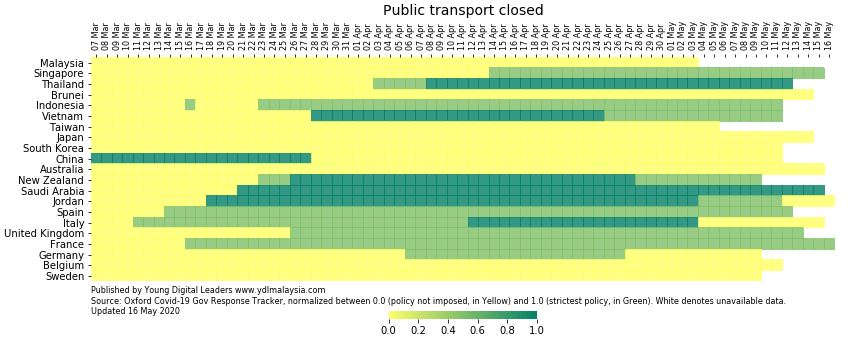 Public transport closed
07 Mar 08 Mar 09 Mar 10 Mar 11 Mar 12 Mar 13 Mar 14 Mar 15 Mar 16 Mar 17 Mar 18 Mar 19 Mar 20 Mar 21 Mar 22 Mar 23 Mar 24 Mar 25 Mar 26 Mar 27 Mar 28 Mar 29 Mar 30 Mar 31 Mar 01 Apr 02 Apr 03 Apr 04 Apr 05 Apr 06 Apr 07 Apr 08 Apr 09 Apr 10 Apr 11 Apr 12 Apr 13 Apr 14 Apr 15 Apr 16 Apr 17 Apr 18 Apr 19 Apr 20 Apr 21 Apr 22 Apr 23 Apr 24 Apr 25 Apr 26 Apr 27 Apr 28 Apr 29 Apr 30 Apr 01 May 02 May 03 May 04 May 05 May 06 May 07 May 08 May 09 May 10 May 11 May 12 May 13 May 14 May 15 May 16 May
Malaysia
Singapore
Thailand
Brunei
Indonesia
Vietnam
Taiwan
Japan
South Korea
China
Australia
New Zealand
Saudi Arabia
Jordan
Spain
Italy
United Kingdom
France
Germany
Belgium
Sweden
Published by Young Digital Leaders www.ydlmalaysia.com
Source: Oxford Covid-19 Gov Response Tracker, normalized between 0.0 (policy not imposed, in Yellow) and 1.0 (strictest policy, in Green). White denotes unavailable data.
Updated 16 May 2020
0.0 0.2 0.4 0.6 0.8 1.0